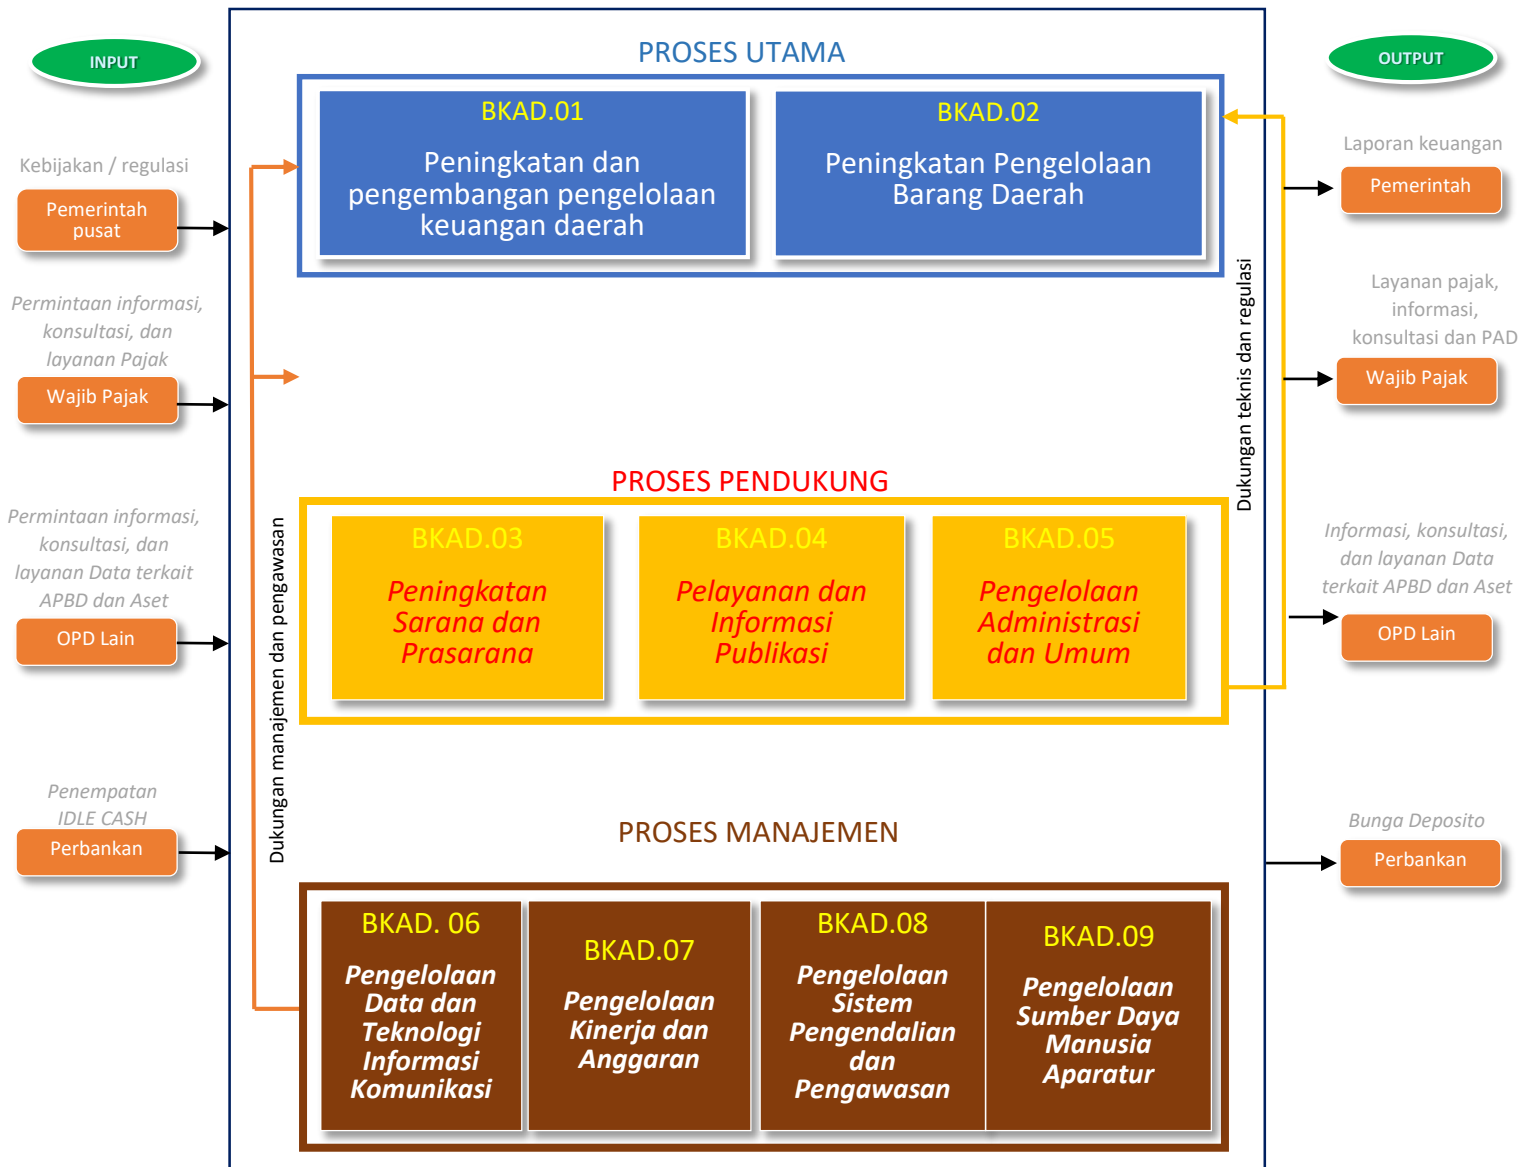 INPUT
Kebijakan / regulasi
Pemerintah
pusat
Permintaan informasi,
konsultasi, dan
layanan Pajak
Wajib Pajak
Permintaan informasi,
konsultasi, dan
layanan Data terkait
APBD dan Aset
OPD Lain
Penempatan
IDLE CASH
Perbankan
Dukungan manajemen dan pengawasan
PROSES UTAMA
BKAD.01
Peningkatan dan
pengembangan pengelolaan
keuangan daerah
BKAD.02
Peningkatan Pengelolaan
Barang Daerah
PROSES PENDUKUNG
BKAD.03
Peningkatan
Sarana dan
Prasarana
BKAD.04
Pelayanan dan
Informasi
Publikasi
BKAD.05
Pengelolaan
Administrasi
dan Umum
PROSES MANAJEMEN
BKAD. 06
Pengelolaan
Data dan
Teknologi
Informasi
Komunikasi
BKAD.07
Pengelolaan
Kinerja dan
Anggaran
BKAD.08
Pengelolaan
Sistem
Pengendalian
dan
Pengawasan
BKAD.09
Pengelolaan
Sumber Daya
Manusia
Aparatur
Dukungan teknis dan regulasi
OUTPUT
Laporan keuangan
Pemerintah
Layanan pajak,
informasi,
konsultasi dan PAD
Wajib Pajak
Informasi, konsultasi,
dan layanan Data
terkait APBD dan Aset
OPD Lain
Bunga Deposito
Perbankan